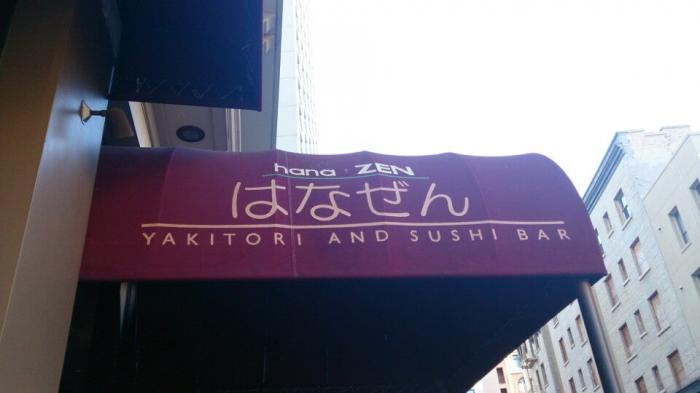 hana ZEN
はなぜん
YAKITORI AND SUSHI BAR